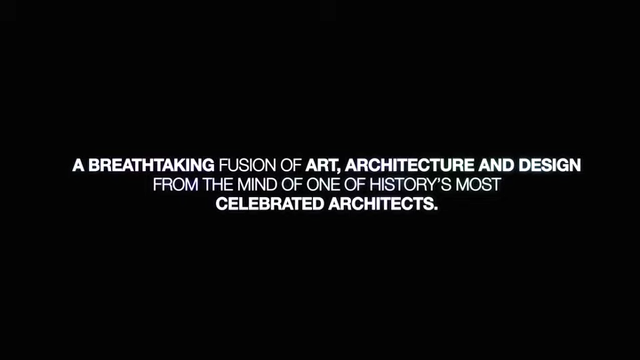 A BREATHTAKING FUSION OF ART, ARCHITECTURE AND DESIGN
FROM THE MIND OF ONE OF HISTORY'S MOST
CELEBRATED ARCHITECTS.